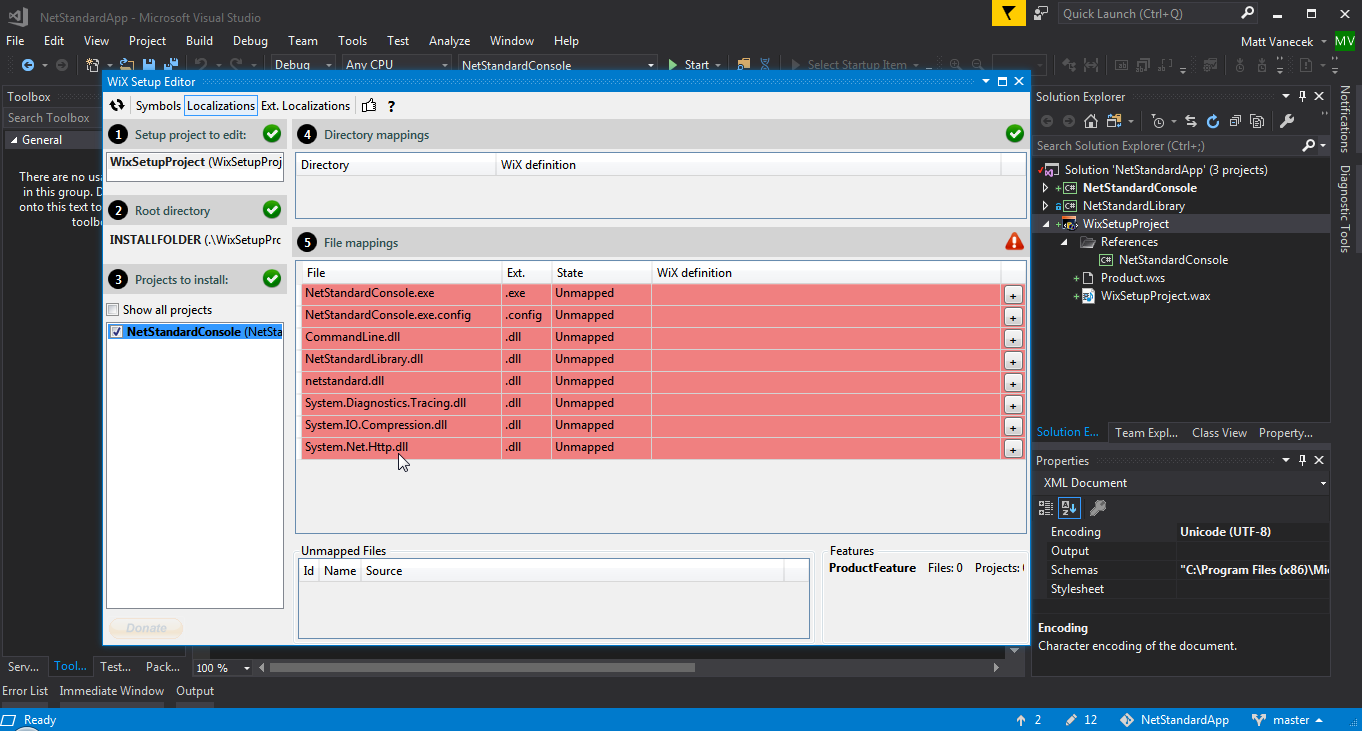 NetStandardApp - Microsoft Visual Studio
Quick Launch (Ctrl+Q)
File Edit View Project Build Debug Team Tools Test Analyze Window Help
Matt Vanecek MV
Debug Any CPU NetStandardConsole Start Select Startup Item
Toolbox
Search Toolbox
General
There are no us
in this group. D
onto this text to
toolbo
WiX Setup Editor
Symbols Localizations Ext. Localizations ?
1 Setup project to edit:
WixSetupProject (WixSetupProj
2 Root directory
INSTALLFOLDER (.\WixSetupPrc
3 Projects to install:
Show all projects
NetStandardConsole (NetSta
Donate
4 Directory mappings
Directory WiX definition
5 File mappings
File Ext. State WiX definition
NetStandardConsole.exe .exe Unmapped +
NetStandardConsole.exe.config .config Unmapped +
CommandLine.dll .dll Unmapped +
NetStandardLibrary.dll .dll Unmapped +
netstandard.dll .dll Unmapped +
System.Diagnostics.Tracing.dll .dll Unmapped +
System.IO.Compression.dll .dll Unmapped +
System.Net.Http.dll .dll Unmapped +
Unmapped Files
Id Name Source
Features
ProductFeature Files: 0 Projects:
Solution Explorer
Search Solution Explorer (Ctrl+;)
Solution 'NetStandardApp' (3 projects)
NetStandardConsole
NetStandardLibrary
WixSetupProject
References
NetStandardConsole
Product.wxs
WixSetupProject.wax
Solution E... Team Expl... Class View Property...
Properties
XML Document
Encoding Unicode (UTF-8)
Output
Schemas "C:\Program Files (x86)\Mi
Stylesheet
Encoding
Character encoding of the document.
Notifications
Diagnostic Tools
Serv... Tool... Test... Pack...
100 %
Error List Immediate Window Output
Ready
2 12 NetStandardApp master